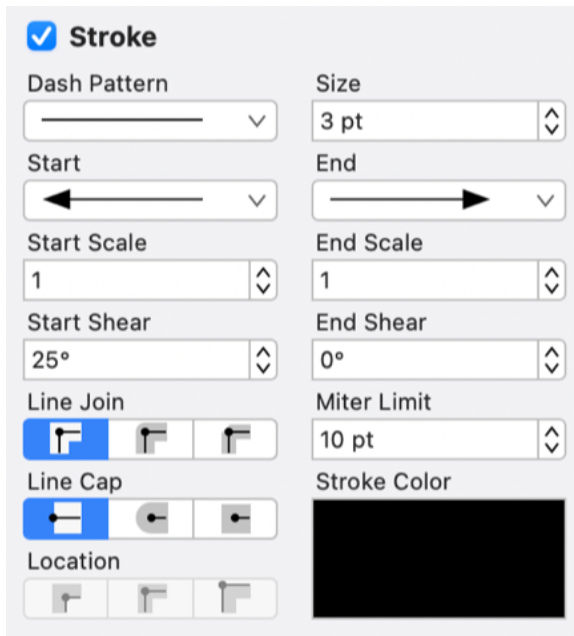 Stroke
Dash Pattern
Size
3 pt
Start
End
Start Scale
End Scale
1
1
Start Shear
End Shear
25°
0°
Line Join
Miter Limit
10 pt
Line Cap
Stroke Color
Location